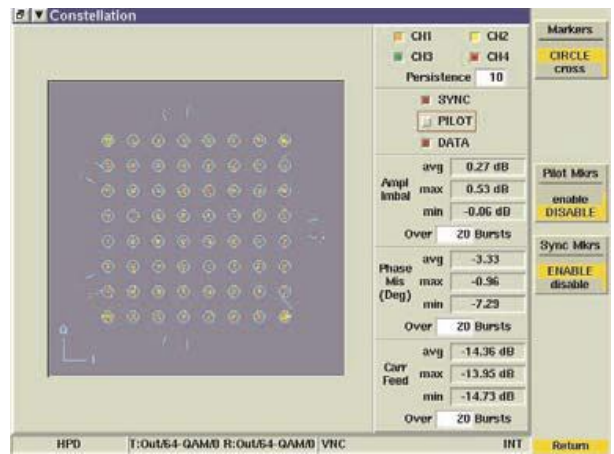 Constellation
CH1 CH2
CH3 CH4
Persistence 10
SYNC
PILOT
DATA
Ampl Imbal
avg 0.27 dB
max 0.53 dB
min -0.06 dB
Over 20 Bursts
Phase Mis (Deg)
avg -3.33
max -0.96
min -7.29
Over 20 Bursts
Carr Feed
avg -14.36 dB
max -13.95 dB
min -14.73 dB
Over 20 Bursts
Q
I
Markers
CIRCLE
cross
Pilot Mkrs
enable
DISABLE
Sync Mkrs
ENABLE
disable
HPD T:Out/64-QAM/0 R:Out/64-QAM/0 VNC INT Return